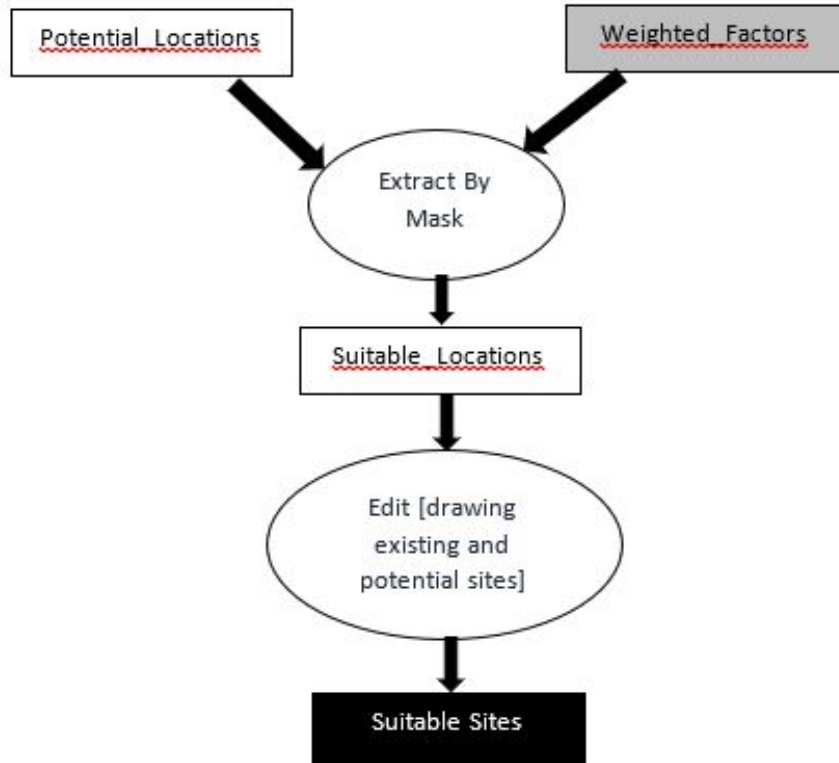 Potential_Locations
Weighted_Factors
Extract By
Mask
Suitable_Locations
Edit [drawing
existing and
potential sites]
Suitable Sites